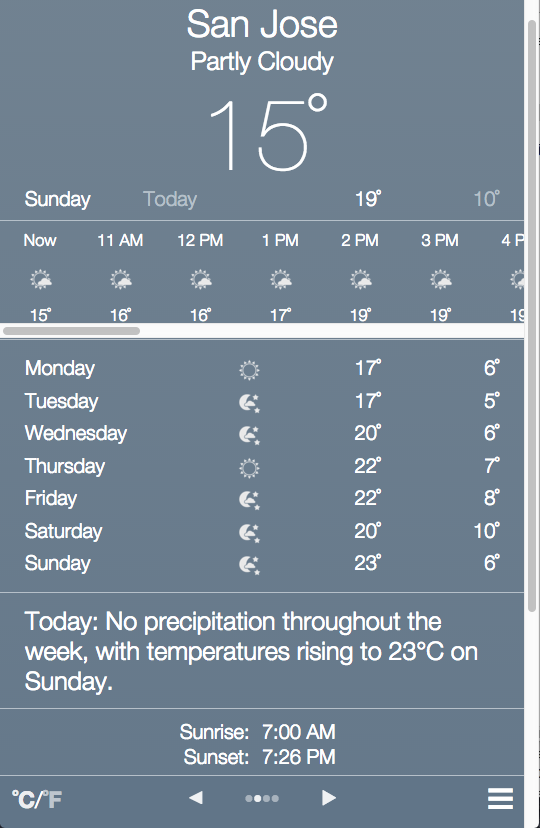 San Jose
Partly Cloudy
15°
Sunday Today 19° 10°
Now 11 AM 12 PM 1 PM 2 PM 3 PM 4 P
15° 16° 16° 17° 19° 19° 19
Monday 17° 6°
Tuesday 17° 5°
Wednesday 20° 6°
Thursday 22° 7°
Friday 22° 8°
Saturday 20° 10°
Sunday 23° 6°
Today: No precipitation throughout the
week, with temperatures rising to 23°C on
Sunday.
Sunrise: 7:00 AM
Sunset: 7:26 PM
°C/°F